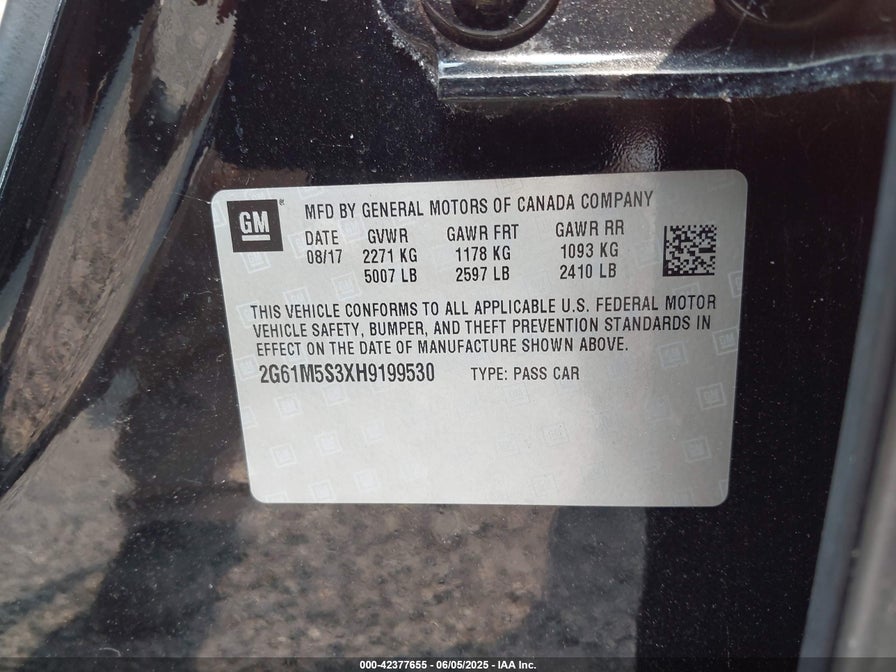 GM
MFD BY GENERAL MOTORS OF CANADA COMPANY
DATE GVWR GAWR FRT GAWR RR
08/17 2271 KG 1178 KG 1093 KG
5007 LB 2597 LB 2410 LB
THIS VEHICLE CONFORMS TO ALL APPLICABLE U.S. FEDERAL MOTOR
VEHICLE SAFETY, BUMPER, AND THEFT PREVENTION STANDARDS IN
EFFECT ON THE DATE OF MANUFACTURE SHOWN ABOVE.
2G61M5S3XH9199530 TYPE: PASS CAR
000-42377655 - 06/05/2025 - IAA Inc.